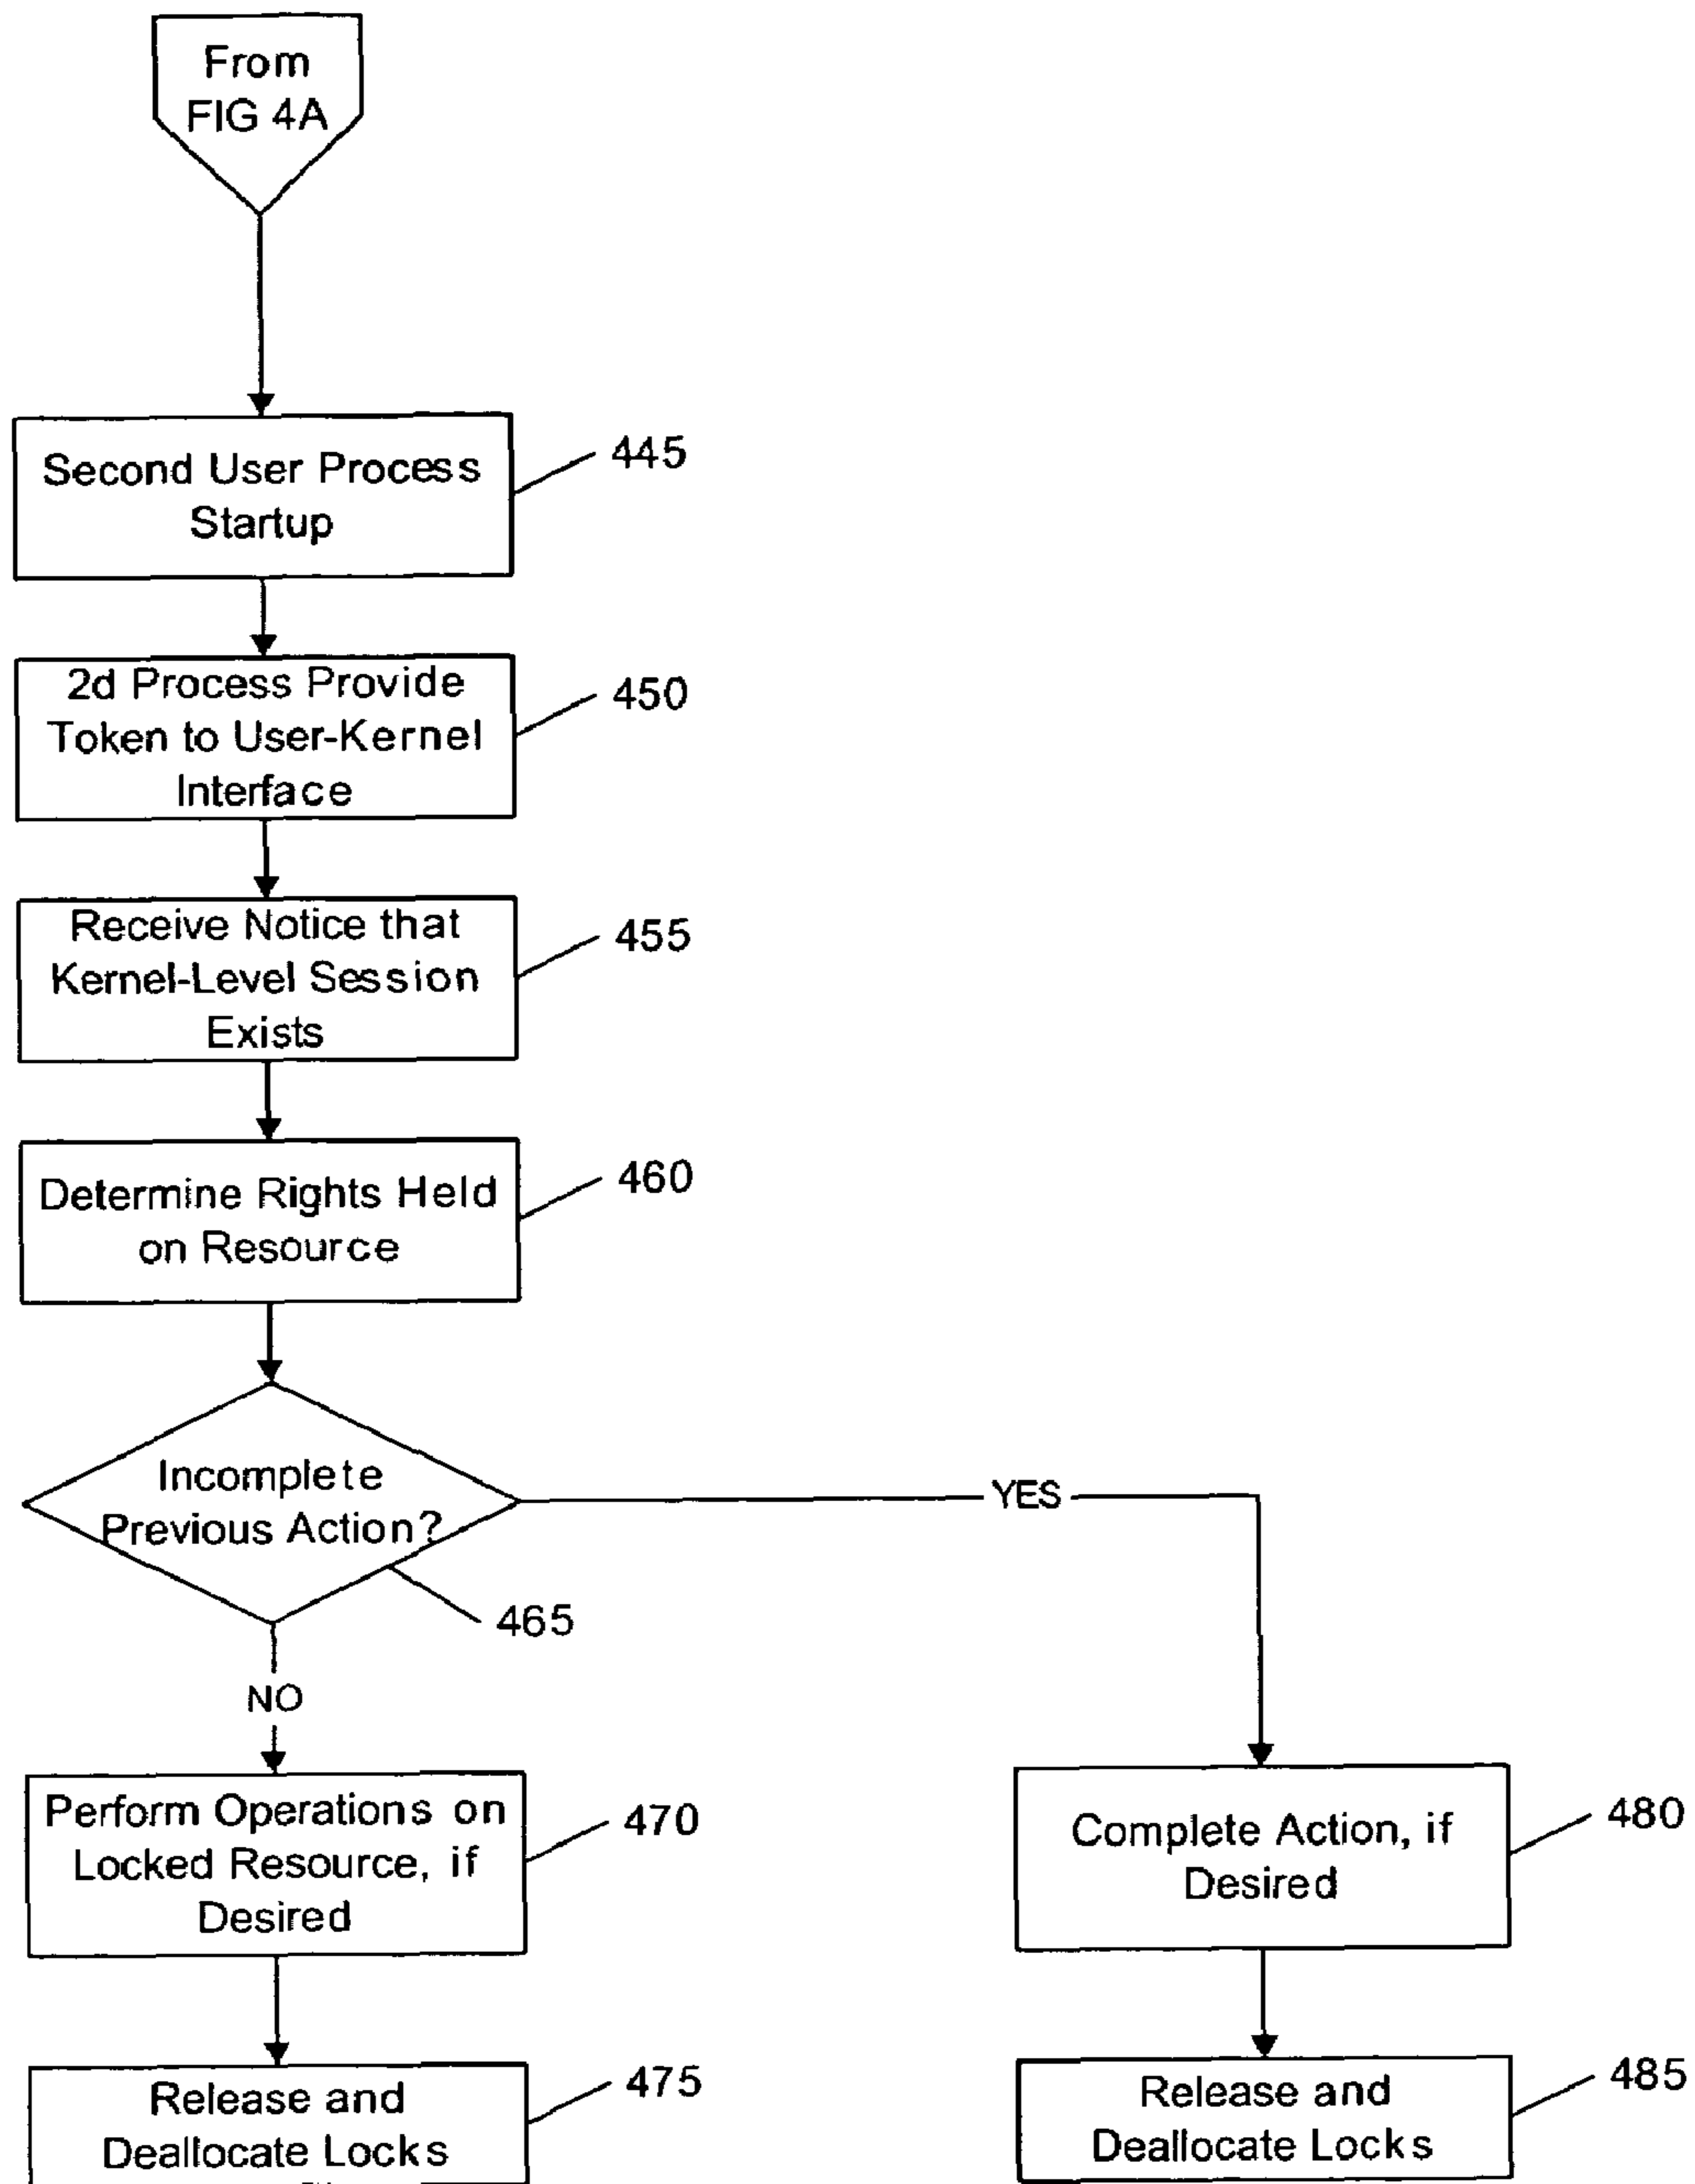 From
FIG 4A
Second User Process
Startup
445
2d Process Provide
Token to User-Kernel
Interface
450
Receive Notice that
Kernel-Level Session
Exists
455
Determine Rights Held
on Resource
460
Incomplete
Previous Action?
465
YES
NO
Perform Operations on
Locked Resource, if
Desired
470
Complete Action, if
Desired
480
Release and
Deallocate Locks
475
Release and
Deallocate Locks
485